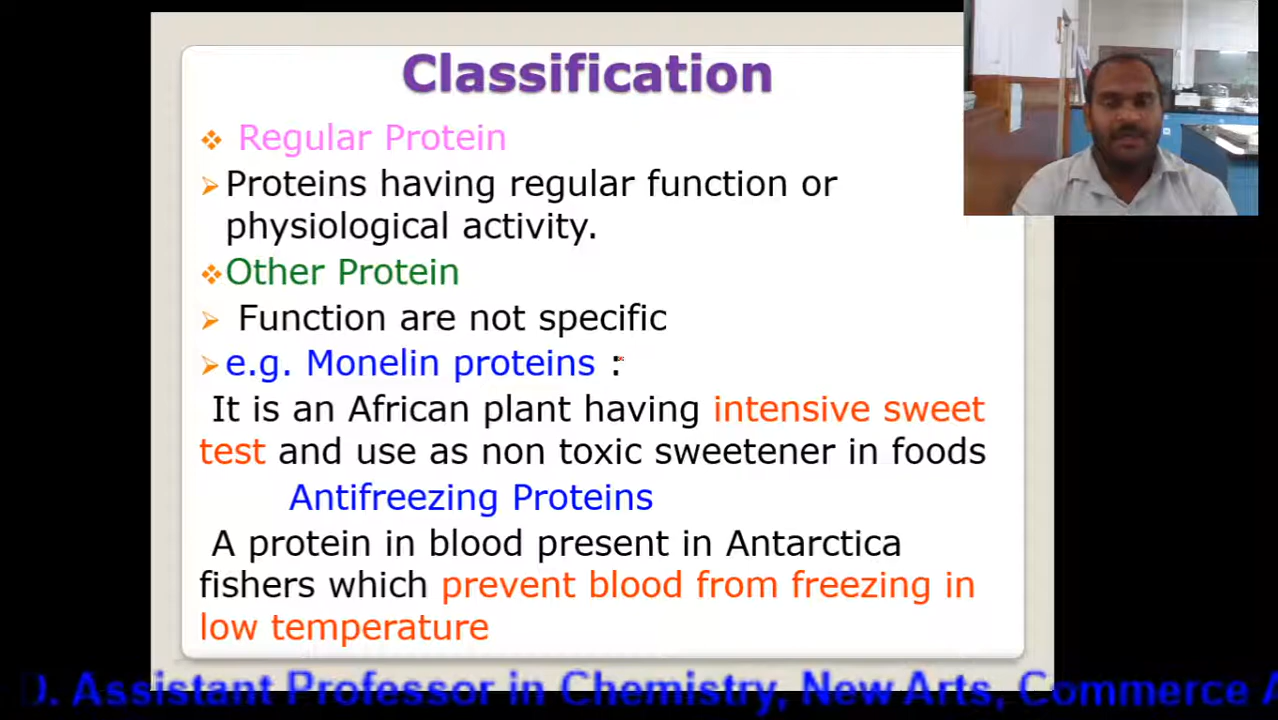 Classification
Regular Protein
Proteins having regular function or
physiological activity.
Other Protein
Function are not specific
e.g. Monelin proteins :
It is an African plant having intensive sweet
test and use as non toxic sweetener in foods
Antifreezing Proteins
A protein in blood present in Antarctica
fishers which prevent blood from freezing in
low temperature
). Assistant Professor in Chemistry, New Arts, Commerce A